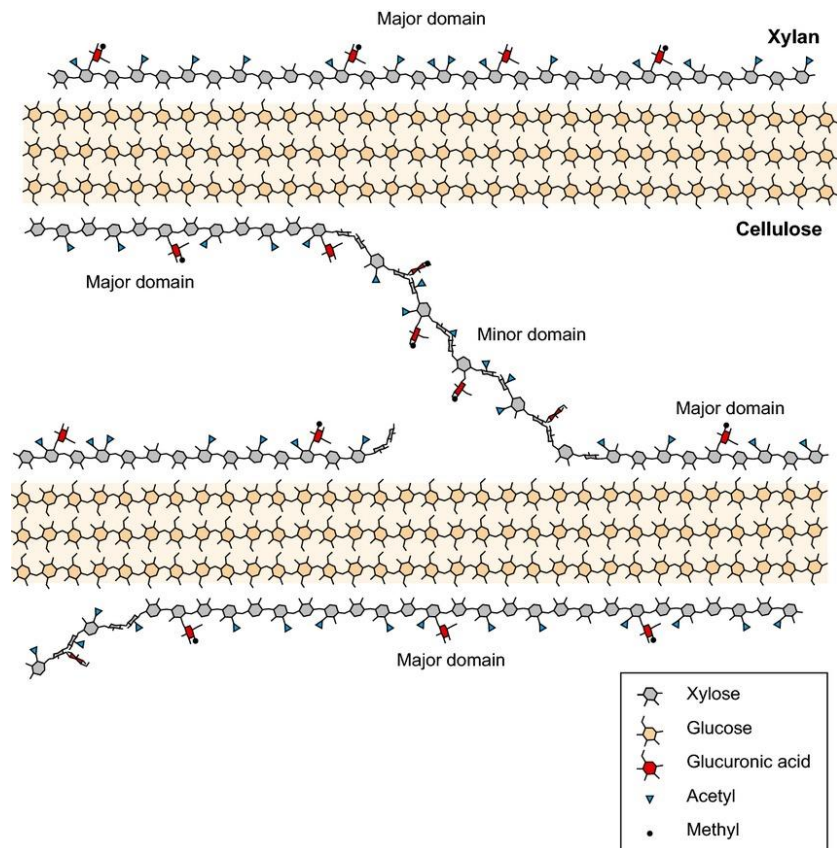 Major domain
Xylan
Cellulose
Major domain
Minor domain
Major domain
Major domain
Xylose
Glucose
Glucuronic acid
Acetyl
Methyl